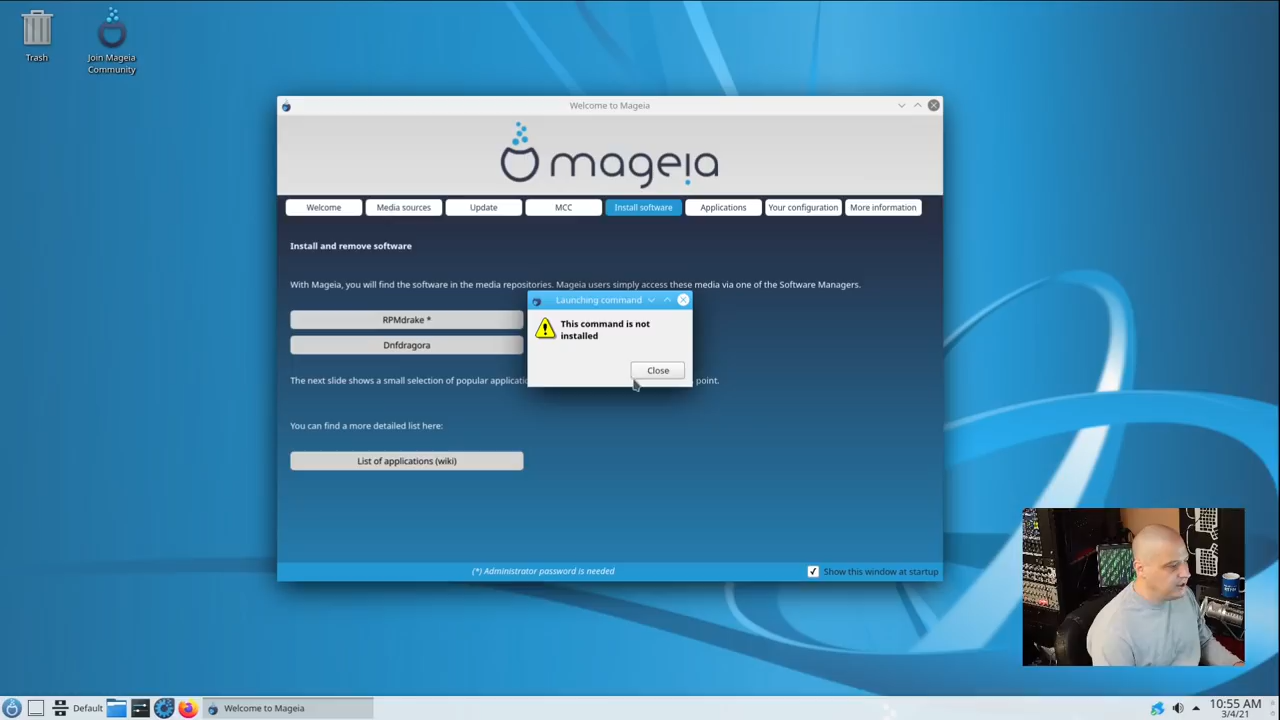 Trash
Join Mageia
Community
Welcome to Mageia
mageia
Welcome
Media sources
Update
MCC
Install software
Applications
Your configuration
More information
Install and remove software
With Mageia, you will find the software in the media repositories. Mageia users simply access these media via one of the Software Managers.
Launching command
This command is not
installed
Close
RPMdrake *
Dnfdragora
The next slide shows a small selection of popular point.
You can find a more detailed list here:
List of applications (wiki)
(*) Administrator password is needed
Show this window at startup
Default
Welcome to Mageia
10:55 AM
3/4/21